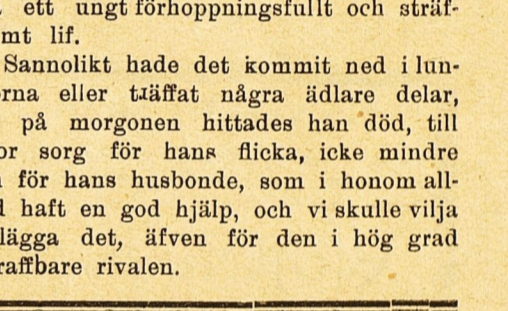 ett ungt förhoppningsfullt och sträf-
mt lif.
Sannolikt hade det kommit ned i lun-
rna eller träffat några ädlare delar,
på morgonen hittades han död, till
or sorg för hans flicka, icke mindre
för hans husbonde, som i honom all-
d haft en god hjälp, och vi skulle vilja
lägga det, äfven för den i hög grad
raffbare rivalen.